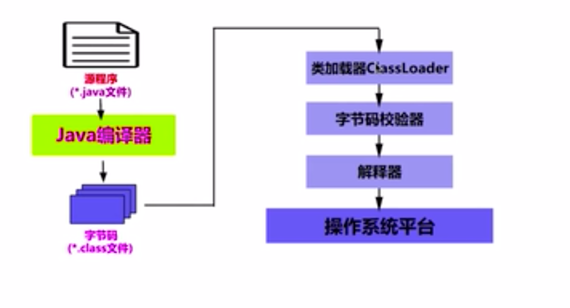 源程序
(*.java文件)
Java编译器
字节码
(*.class文件)
类加载器ClassLoader
字节码校验器
解释器
操作系统平台